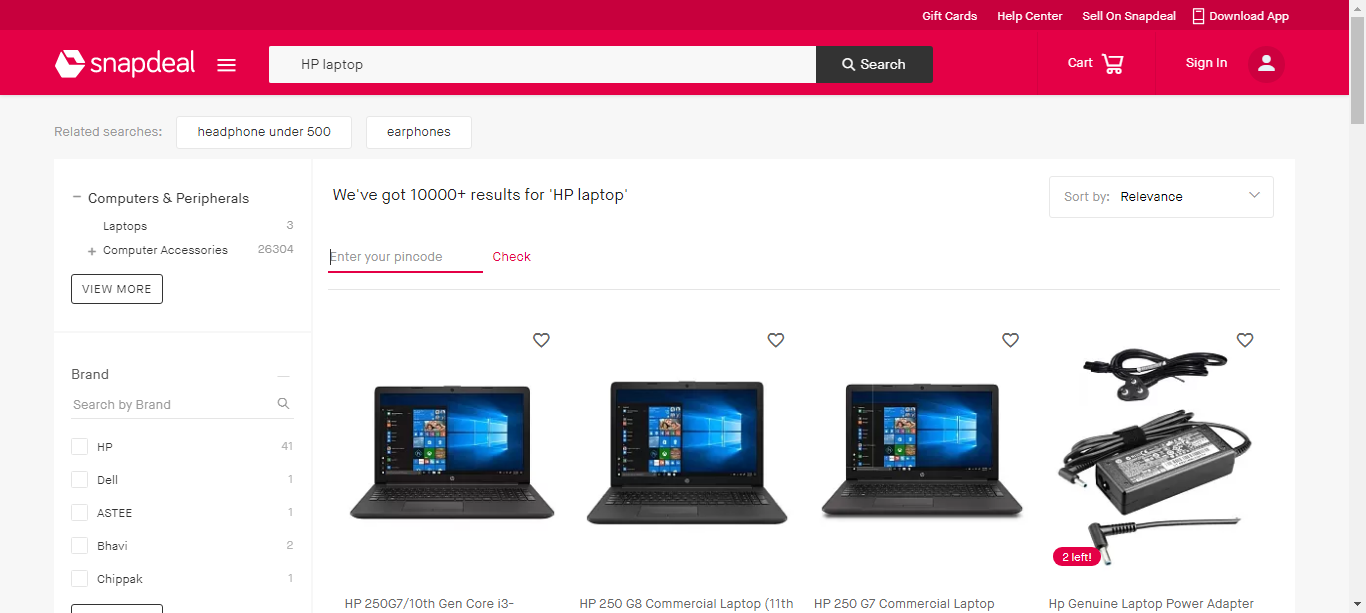 Gift Cards Help Center Sell On Snapdeal Download App
snapdeal HP laptop Search Cart Sign In
Related searches: headphone under 500 earphones
Computers & Peripherals
Laptops 3
Computer Accessories 26304
VIEW MORE
We've got 10000+ results for 'HP laptop'
Sort by: Relevance
Enter your pincode Check
Brand
Search by Brand
HP 41
Dell 1
ASTEE 1
Bhavi 2
Chippak 1
2 left!
HP 250G7/10th Gen Core i3-
HP 250 G8 Commercial Laptop (11th
HP 250 G7 Commercial Laptop
Hp Genuine Laptop Power Adapter